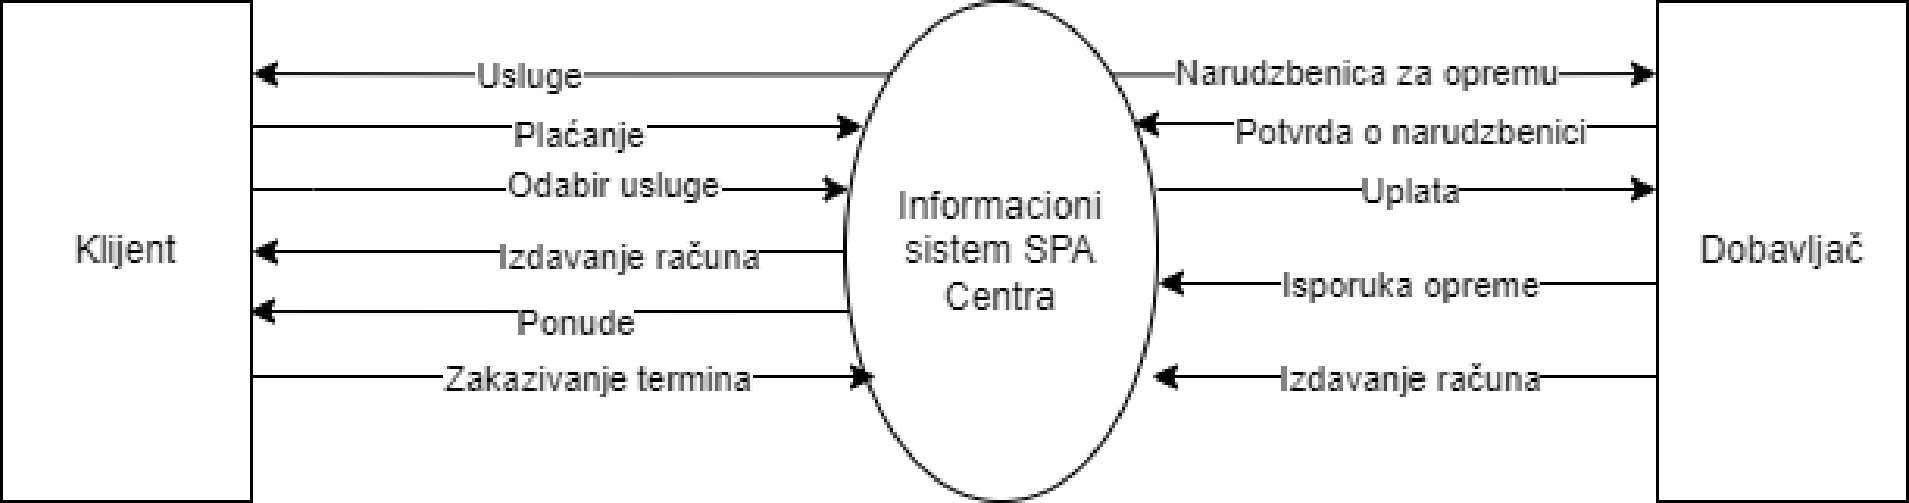 Klijent
Usluge
Plaćanje
Odabir usluge
Izdavanje računa
Ponude
Zakazivanje termina
Informacioni
sistem SPA
Centra
Narudzbenica za opremu
Potvrda o narudzbenici
Uplata
Isporuka opreme
Izdavanje računa
Dobavljač